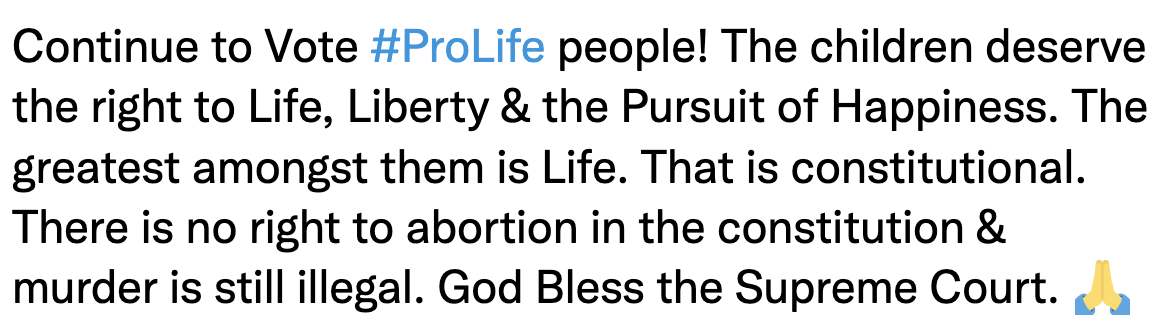 Continue to Vote #ProLife people! The children deserve
the right to Life, Liberty & the Pursuit of Happiness. The
greatest amongst them is Life. That is constitutional.
There is no right to abortion in the constitution &
murder is still illegal. God Bless the Supreme Court. 🙏